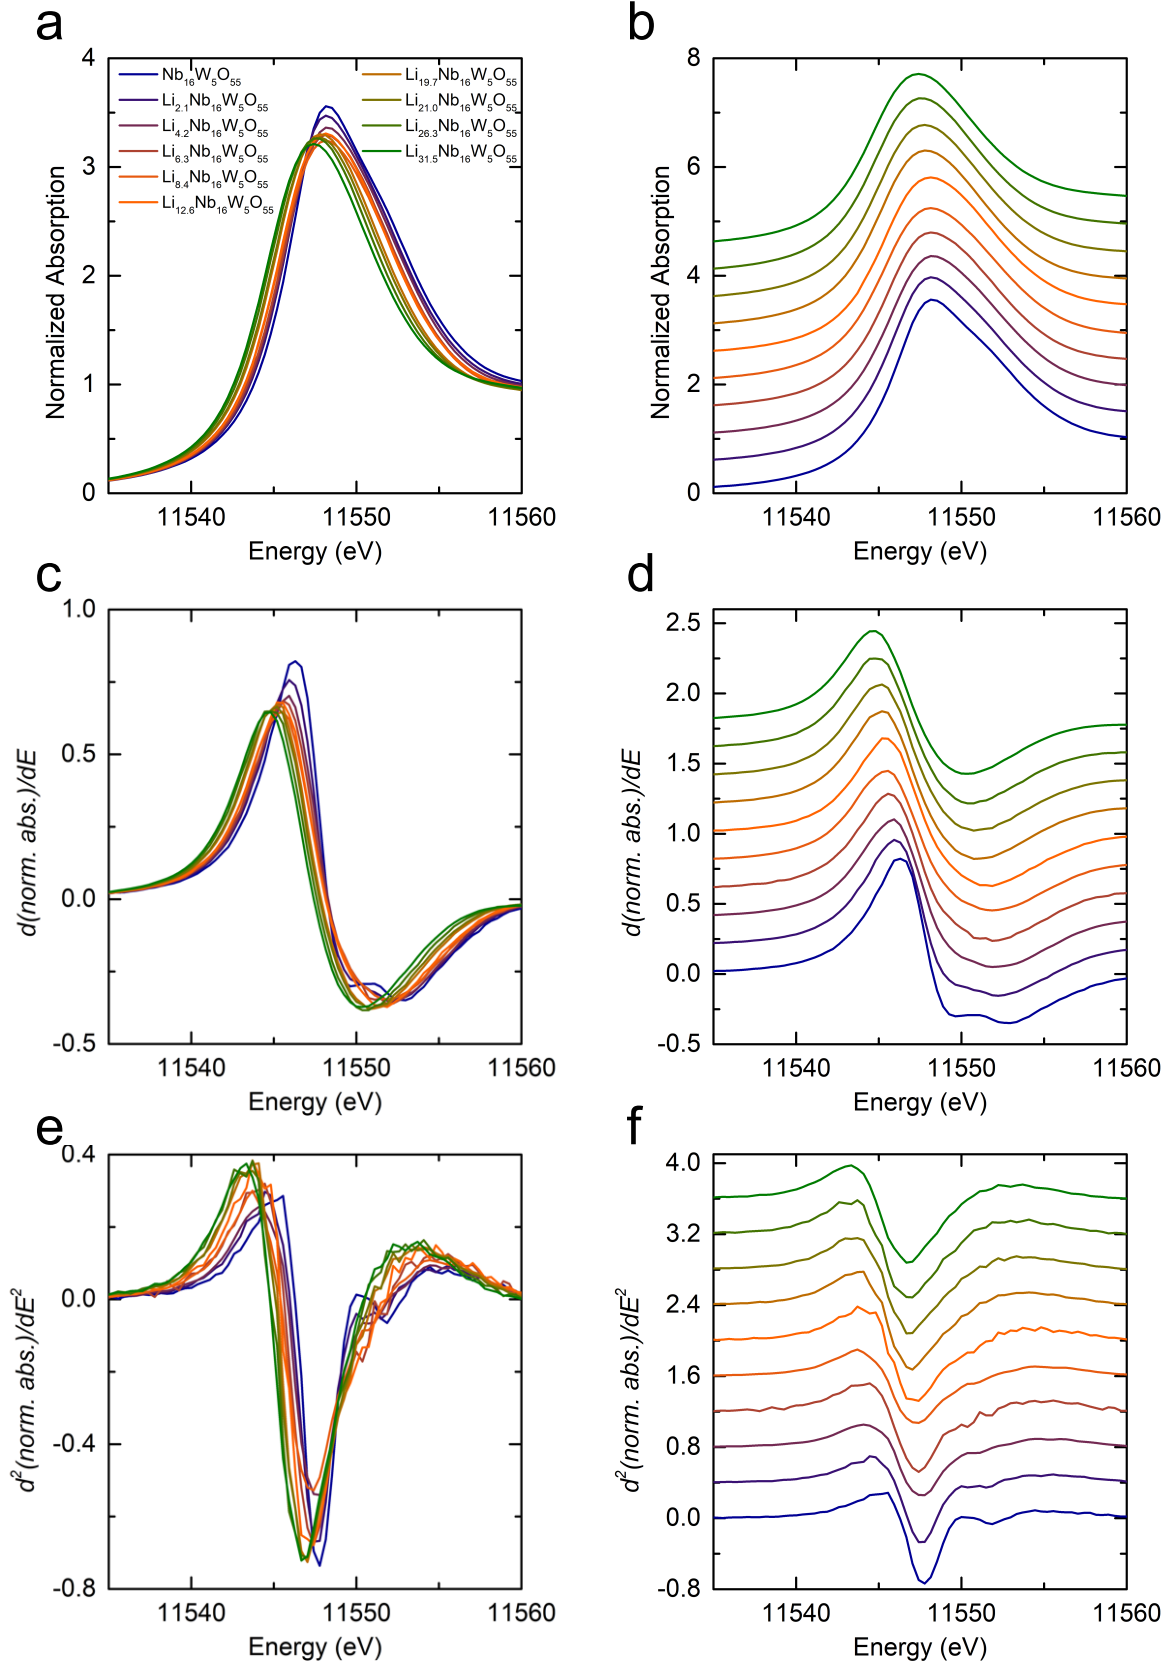 a
4
3
2
1
0
Normalized Absorption
Nb16W5O55
Li2.1Nb16W5O55
Li4.2Nb16W5O55
Li6.3Nb16W5O55
Li8.4Nb16W5O55
Li12.6Nb16W5O55
Li19.7Nb16W5O55
Li21.0Nb16W5O55
Li26.3Nb16W5O55
Li31.5Nb16W5O55
11540 11550 11560
Energy (eV)
b
8
6
4
2
0
Normalized Absorption
11540 11550 11560
Energy (eV)
c
1.0
0.5
0.0
-0.5
d(norm. abs.)/dE
11540 11550 11560
Energy (eV)
d
2.5
2.0
1.5
1.0
0.5
0.0
-0.5
d(norm. abs.)/dE
11540 11550 11560
Energy (eV)
e
0.4
0.0
-0.4
-0.8
d²(norm. abs.)/dE²
11540 11550 11560
Energy (eV)
f
4.0
3.2
2.4
1.6
0.8
0.0
-0.8
d²(norm. abs.)/dE²
11540 11550 11560
Energy (eV)